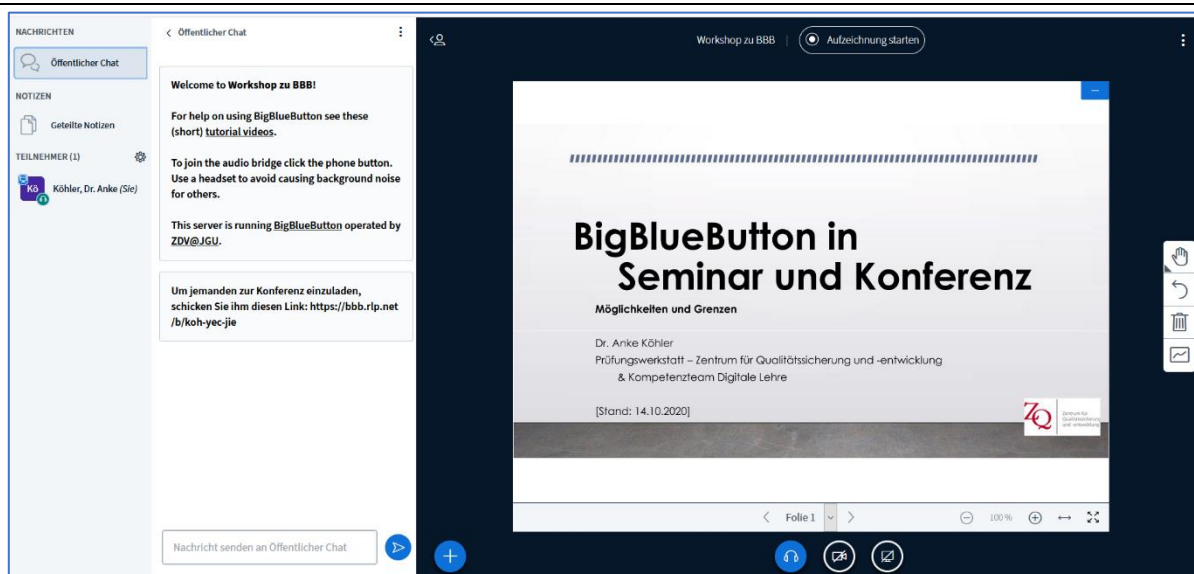 NACHRICHTEN
Öffentlicher Chat
NOTIZEN
Geteilte Notizen
TEILNEHMER (1)
Kö
Köhler, Dr. Anke (Sie)
Öffentlicher Chat
Welcome to Workshop zu BBB!
For help on using BigBlueButton see these
(short) tutorial videos.
To join the audio bridge click the phone button.
Use a headset to avoid causing background noise
for others.
This server is running BigBlueButton operated by
ZDV@JGU.
Um jemanden zur Konferenz einzuladen,
schicken Sie ihm diesen Link: https://bbb.rlp.net
/b/koh-yec-jie
Nachricht senden an Öffentlicher Chat
Workshop zu BBB | Aufzeichnung starten
BigBlueButton in
Seminar und Konferenz
Möglichkeiten und Grenzen
Dr. Anke Köhler
Prüfungswerkstatt – Zentrum für Qualitätssicherung und -entwicklung
& Kompetenzteam Digitale Lehre
[Stand: 14.10.2020]
ZQ
Zentrum für
Qualitätssicherung
und -entwicklung
Folie 1
100 %